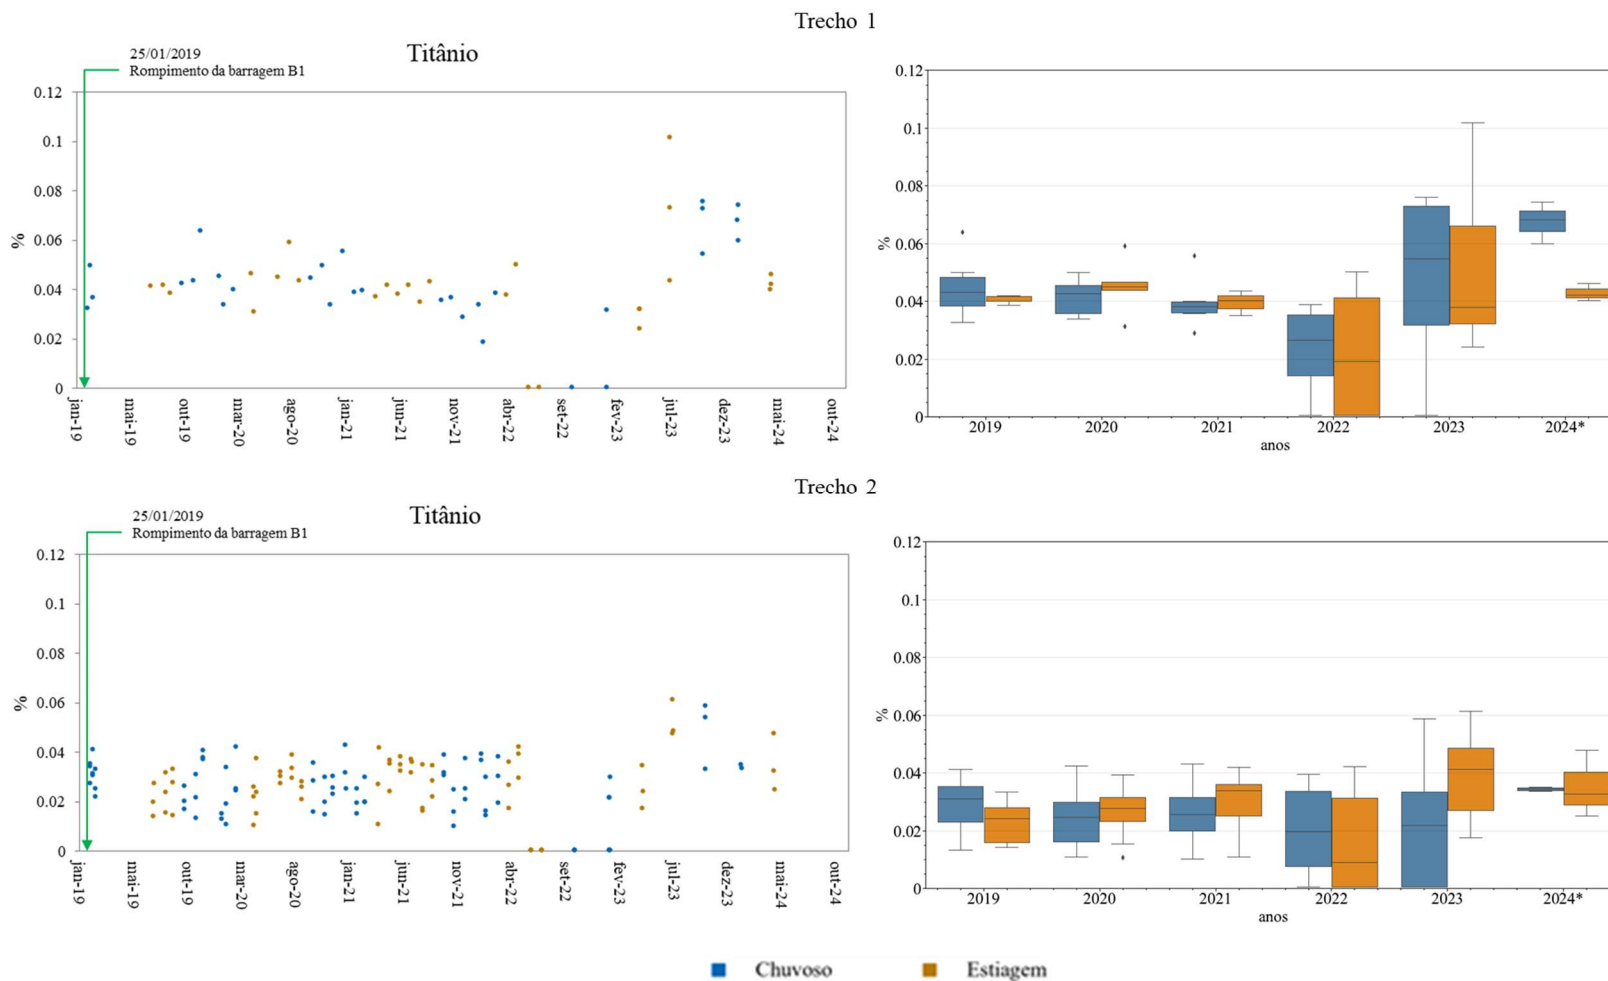 Trecho 1
25/01/2019
Rompimento da barragem B1
Titânio
0.12
0.1
0.08
0.06
0.04
0.02
0
%
jan-19
mai-19
out-19
mar-20
ago-20
jan-21
jun-21
nov-21
abr-22
set-22
fev-23
jul-23
dez-23
mai-24
out-24
0.12
0.1
0.08
0.06
0.04
0.02
0
%
2019
2020
2021
2022
2023
2024*
anos
Trecho 2
25/01/2019
Rompimento da barragem B1
Titânio
0.12
0.1
0.08
0.06
0.04
0.02
0
%
jan-19
mai-19
out-19
mar-20
ago-20
jan-21
jun-21
nov-21
abr-22
set-22
fev-23
jul-23
dez-23
mai-24
out-24
0.12
0.1
0.08
0.06
0.04
0.02
0
%
2019
2020
2021
2022
2023
2024*
anos
Chuvoso
Estiagem